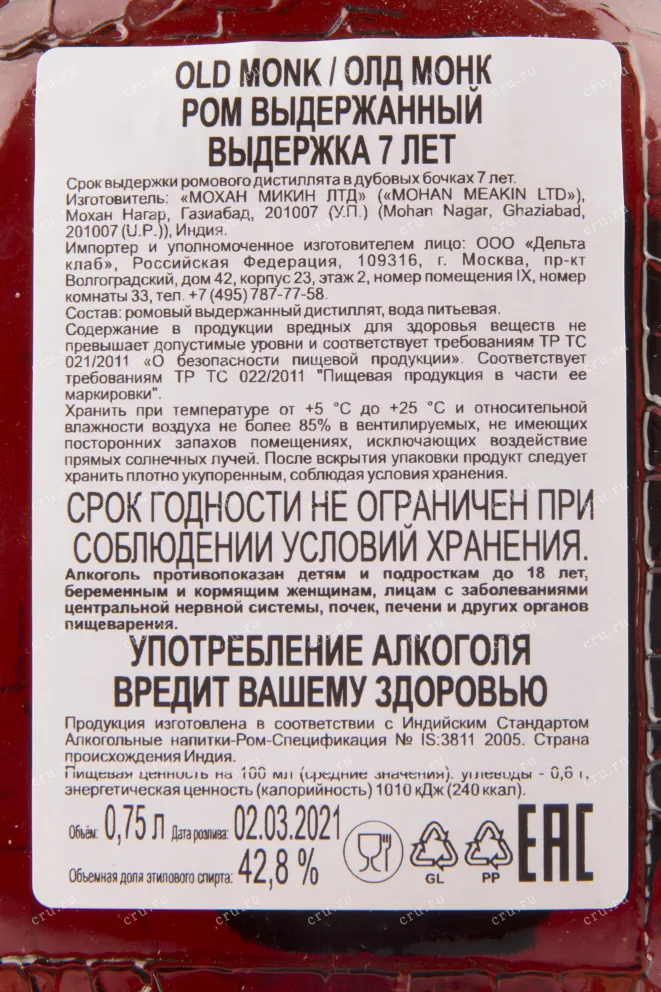 OLD MONK / ОЛД МОНК
РОМ ВЫДЕРЖАННЫЙ
ВЫДЕРЖКА 7 ЛЕТ
Срок выдержки ромового дистиллята в дубовых бочках 7 лет.
Изготовитель: «МОХАН МИКИН ЛТД» («MOHAN MEAKIN LTD»),
Мохан Нагар, Газиабад, 201007 (У.П.) (Mohan Nagar, Ghaziabad,
201007 (U.P.)), Индия.
Импортер и уполномоченное изготовителем лицо: ООО «Дельта
клаб», Российская Федерация, 109316, г. Москва, пр-кт
Волгоградский, дом 42, корпус 23, этаж 2, номер помещения IX, номер
комнаты 33, тел. +7 (495) 787-77-58.
Состав: ромовый выдержанный дистиллят, вода питьевая.
Содержание в продукции вредных для здоровья веществ не
превышает допустимые уровни и соответствует требованиям ТР ТС
021/2011 «О безопасности пищевой продукции». Соответствует
требованиям ТР ТС 022/2011 "Пищевая продукция в части ее
маркировки".
Хранить при температуре от +5 °С до +25 °С и относительной
влажности воздуха не более 85% в вентилируемых, не имеющих
посторонних запахов помещениях, исключающих воздействие
прямых солнечных лучей. После вскрытия упаковки продукт следует
хранить плотно укупоренным, соблюдая условия хранения.
СРОК ГОДНОСТИ НЕ ОГРАНИЧЕН ПРИ
СОБЛЮДЕНИИ УСЛОВИЙ ХРАНЕНИЯ.
Алкоголь противопоказан детям и подросткам до 18 лет,
беременным и кормящим женщинам, лицам с заболеваниями
центральной нервной системы, почек, печени и других органов
пищеварения.
УПОТРЕБЛЕНИЕ АЛКОГОЛЯ
ВРЕДИТ ВАШЕМУ ЗДОРОВЬЮ
Продукция изготовлена в соответствии с Индийским Стандартом
Алкогольные напитки-Ром-Спецификация № IS:3811 2005. Страна
происхождения Индия.
Пищевая ценность на 100 мл (средние значения): углеводы - 0,6 г,
энергетическая ценность (калорийность) 1010 кДж (240 ккал).
Объём: 0,75 л Дата розлива: 02.03.2021
Объемная доля этилового спирта: 42,8 %
GL PP EAC